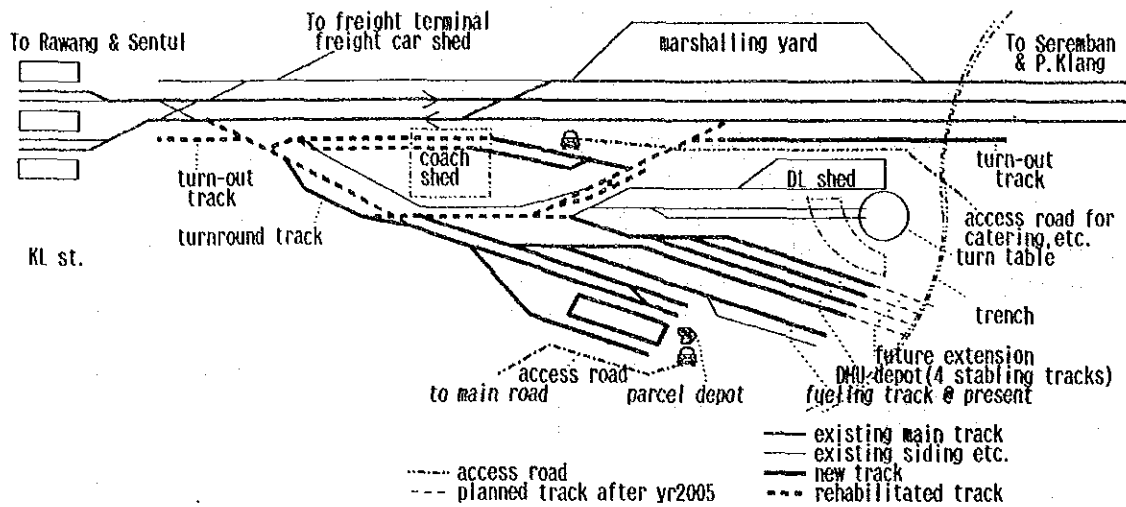 To freight terminal
freight car shed
To Rawang & Sentul
marshalling yard
To Seremban
& P.Klang
coach
shed
turn-out
track
DL shed
turn-out
track
turnround track
access road for
catering,etc.
turn table
KL st.
trench
future extension
DHU depot(4 stabling tracks)
fueling track @ present
access road
to main road
parcel depot
existing main track
existing siding etc.
access road
new track
planned track after yr2005
rehabilitated track